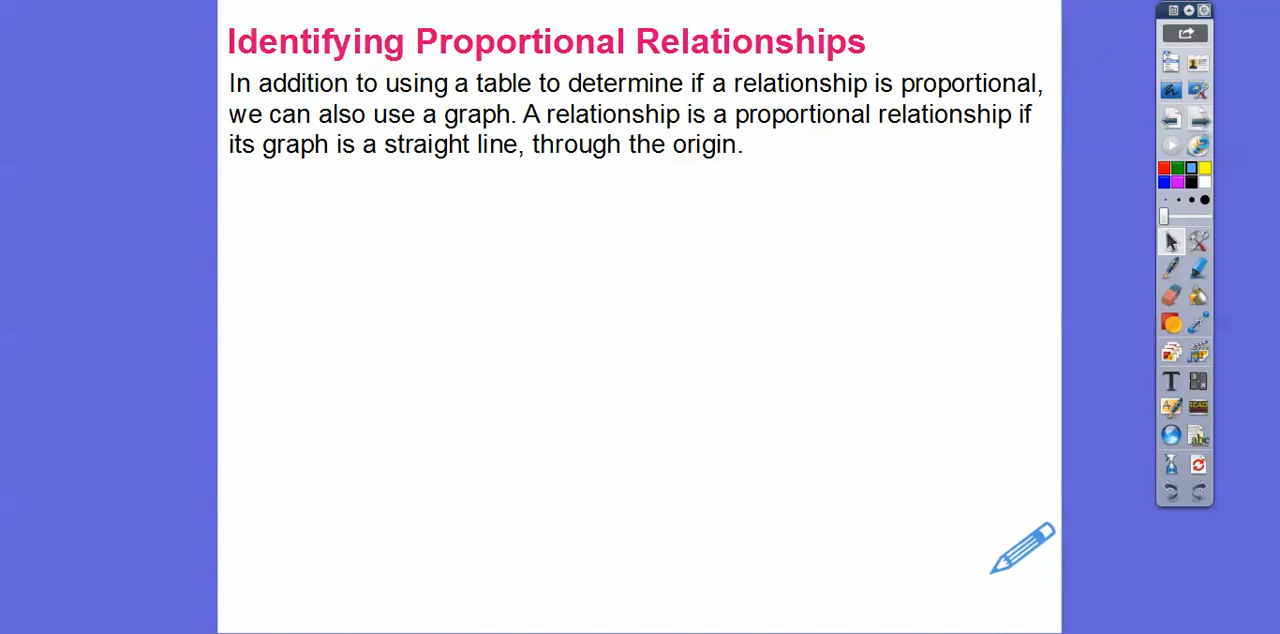 Identifying Proportional Relationships
In addition to using a table to determine if a relationship is proportional,
we can also use a graph. A relationship is a proportional relationship if
its graph is a straight line, through the origin.
T
abc